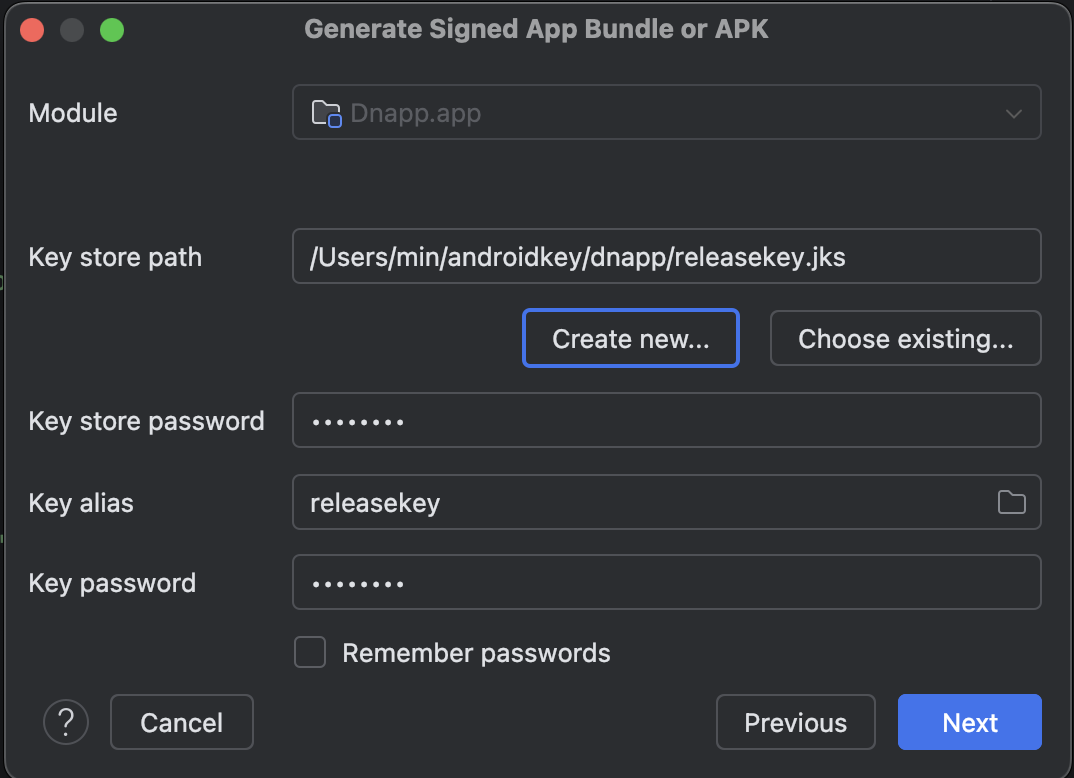 Generate Signed App Bundle or APK
Module
Dnapp.app
Key store path
/Users/min/androidkey/dnapp/releasekey.jks
Create new...
Choose existing...
Key store password
••••••••
Key alias
releasekey
Key password
••••••••
Remember passwords
?
Cancel
Previous
Next